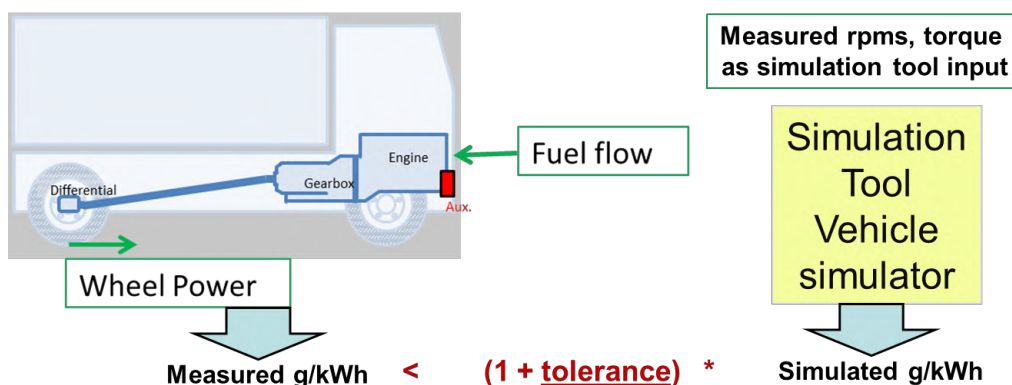 Measured rpms, torque
as simulation tool input
Simulation
Tool
Vehicle
simulator
Engine
Fuel flow
Gearbox
Differential
Aux.
Wheel Power
Measured g/kWh < (1 + tolerance) * Simulated g/kWh